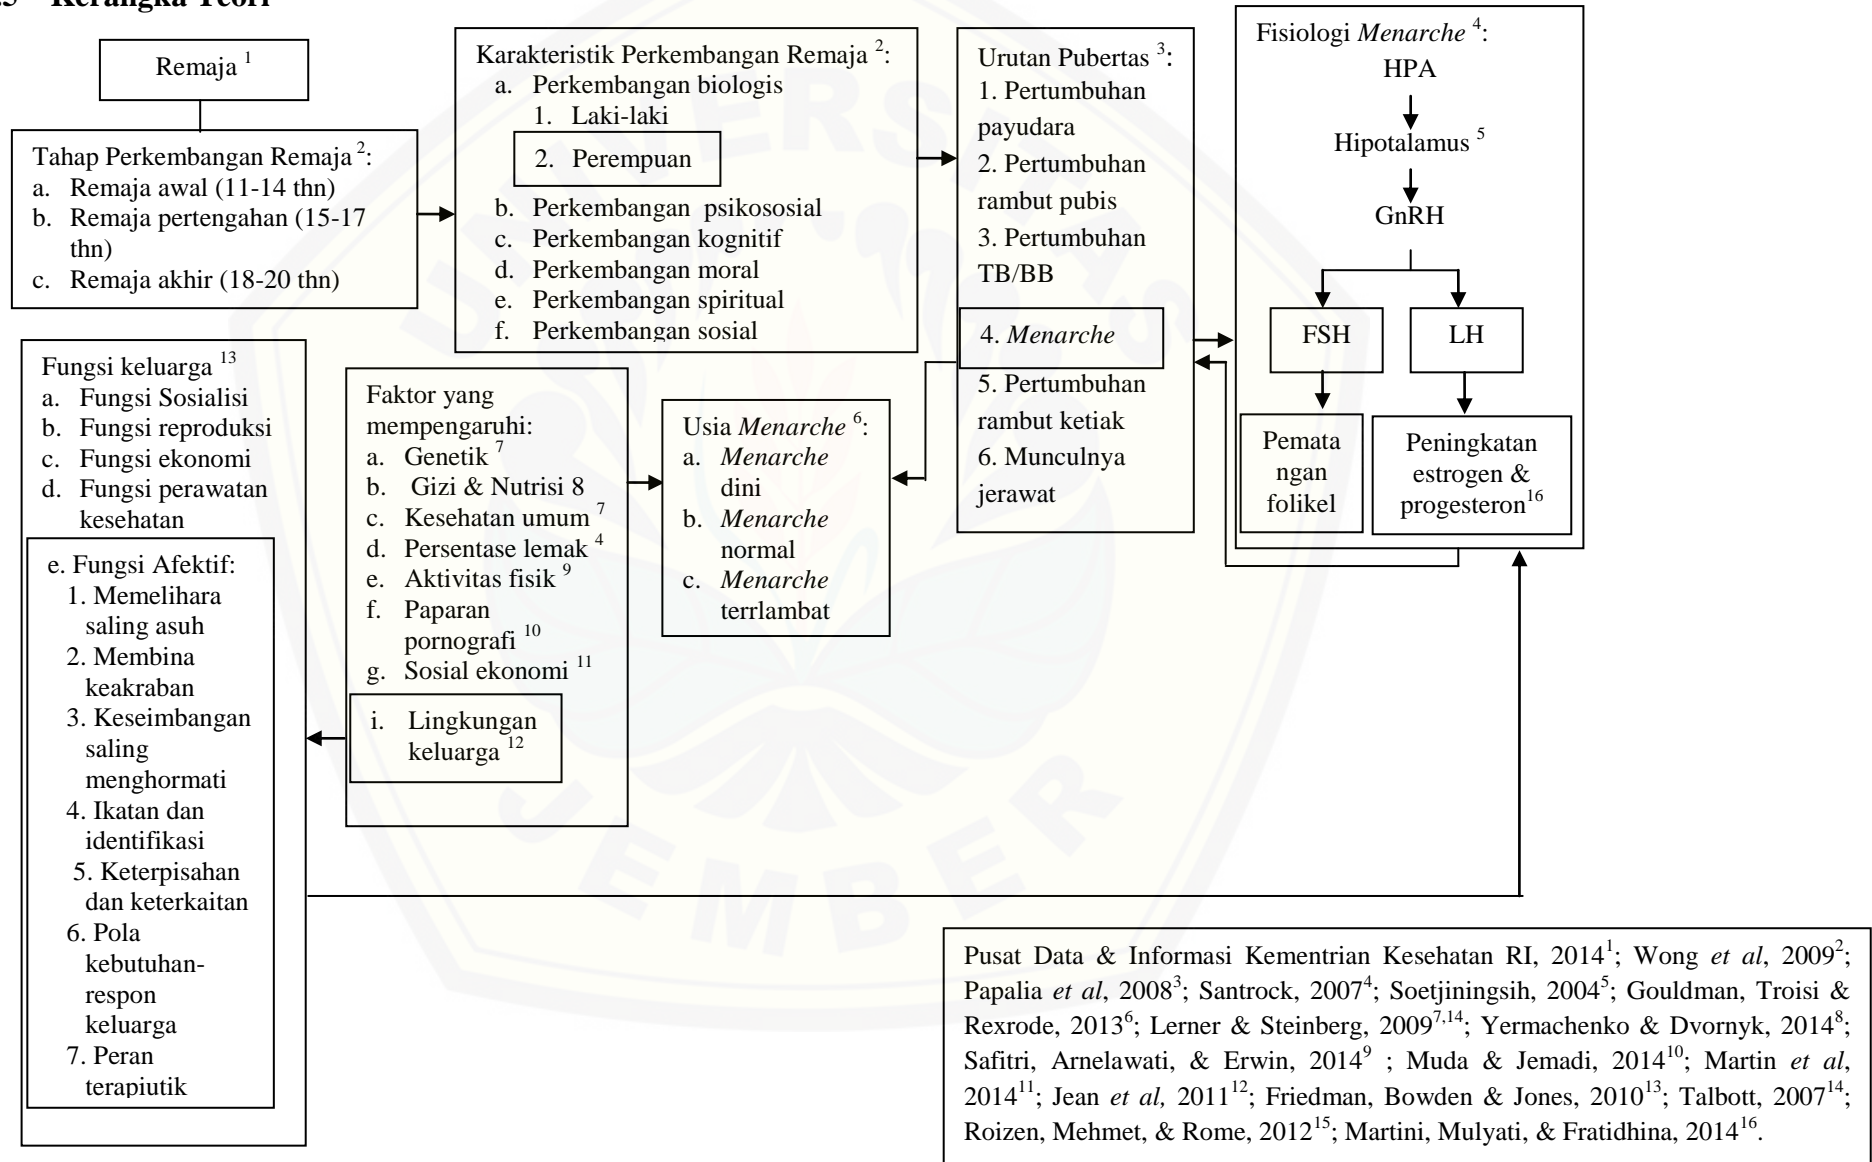 .5 Kerangka Teori
Remaja 1
Tahap Perkembangan Remaja 2:
a. Remaja awal (11-14 thn)
b. Remaja pertengahan (15-17
thn)
c. Remaja akhir (18-20 thn)
Karakteristik Perkembangan Remaja 2:
a. Perkembangan biologis
1. Laki-laki
2. Perempuan
b. Perkembangan psikososial
c. Perkembangan kognitif
d. Perkembangan moral
e. Perkembangan spiritual
f. Perkembangan sosial
Urutan Pubertas 3:
1. Pertumbuhan
payudara
2. Pertumbuhan
rambut pubis
3. Pertumbuhan
TB/BB
4. Menarche
5. Pertumbuhan
rambut ketiak
6. Munculnya
jerawat
Fisiologi Menarche 4:
HPA
Hipotalamus 5
GnRH
FSH
LH
Pemata
ngan
folikel
Peningkatan
estrogen &
progesteron16
Fungsi keluarga 13
a. Fungsi Sosialisi
b. Fungsi reproduksi
c. Fungsi ekonomi
d. Fungsi perawatan
kesehatan
e. Fungsi Afektif:
1. Memelihara
saling asuh
2. Membina
keakraban
3. Keseimbangan
saling
menghormati
4. Ikatan dan
identifikasi
5. Keterpisahan
dan keterkaitan
6. Pola
kebutuhan-
respon
keluarga
7. Peran
terapiutik
Faktor yang
mempengaruhi:
a. Genetik 7
b. Gizi & Nutrisi 8
c. Kesehatan umum 7
d. Persentase lemak 4
e. Aktivitas fisik 9
f. Paparan
pornografi 10
g. Sosial ekonomi 11
i. Lingkungan
keluarga 12
Usia Menarche 6:
a. Menarche
dini
b. Menarche
normal
c. Menarche
terrlambat
Pusat Data & Informasi Kementrian Kesehatan RI, 20141; Wong et al, 20092;
Papalia et al, 20083; Santrock, 20074; Soetjiningsih, 20045; Gouldman, Troisi &
Rexrode, 20136; Lerner & Steinberg, 20097,14; Yermachenko & Dvornyk, 20148;
Safitri, Arnelawati, & Erwin, 20149 ; Muda & Jemadi, 201410; Martin et al,
201411; Jean et al, 201112; Friedman, Bowden & Jones, 201013; Talbott, 200714;
Roizen, Mehmet, & Rome, 201215; Martini, Mulyati, & Fratidhina, 201416.
UNIVERSITAS
JEMBER